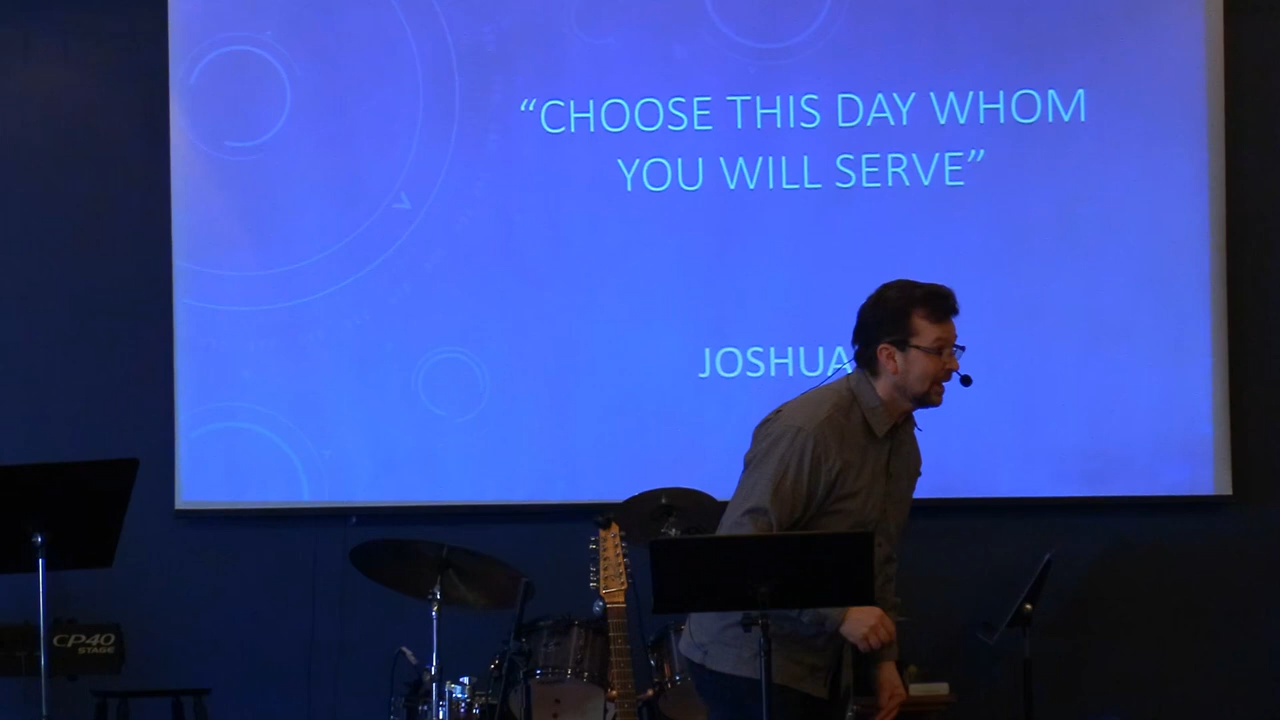 “CHOOSE THIS DAY WHOM
YOU WILL SERVE”
JOSHUA
CP40
STAGE